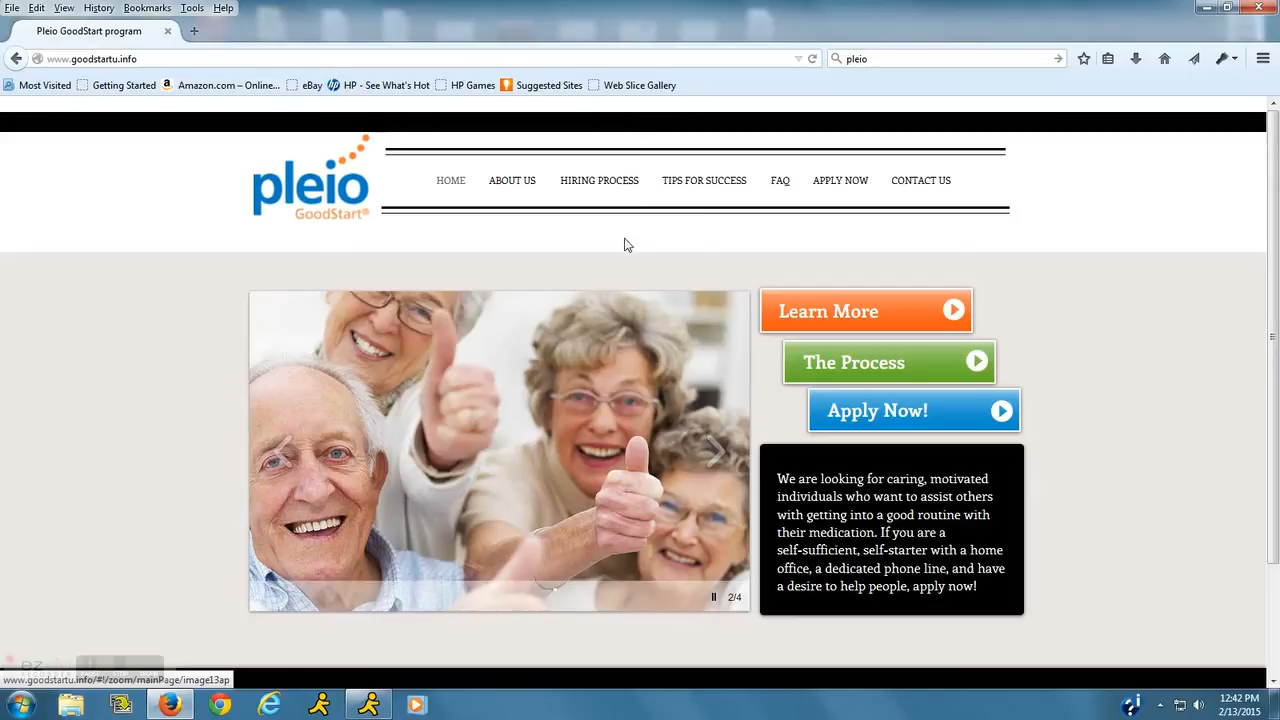 File Edit View History Bookmarks Tools Help
Pleio GoodStart program
www.goodstartu.info
pleio
Most Visited Getting Started Amazon.com – Online... eBay HP - See What's Hot HP Games Suggested Sites Web Slice Gallery
pleio
GoodStart®
HOME ABOUT US HIRING PROCESS TIPS FOR SUCCESS FAQ APPLY NOW CONTACT US
Learn More
The Process
Apply Now!
We are looking for caring, motivated
individuals who want to assist others
with getting into a good routine with
their medication. If you are a
self-sufficient, self-starter with a home
office, a dedicated phone line, and have
a desire to help people, apply now!
2/4
ez
www.goodstartu.info/#!/zoom/mainPage/image13ap
12:42 PM
2/13/2015